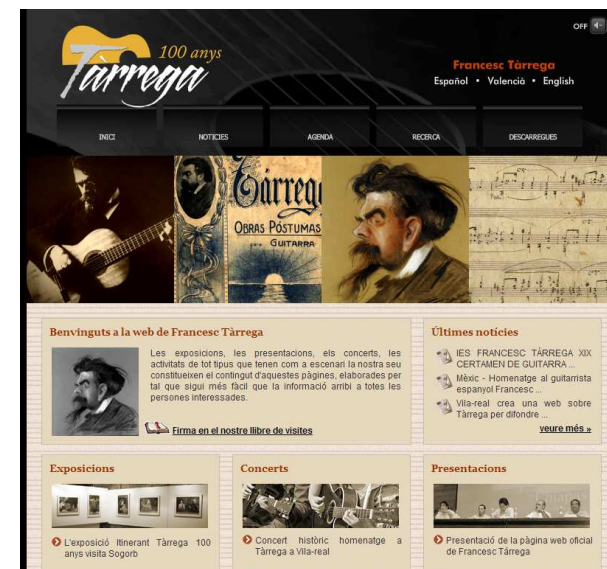 OFF
100 anys
Tàrrega
Francesc Tàrrega
Español • Valencià • English
INICI
NOTICIES
AGENDA
RECERCA
DESCARREGUES
Tárreg
OBRAS PÓSTUMAS
PARA
GUITARRA
Benvinguts a la web de Francesc Tàrrega
Les exposicions, les presentacions, els concerts, les
activitats de tot tipus que tenen com a escenari la nostra seu
constitueixen el contingut d'aquestes pàgines, elaborades per
tal que sigui més fàcil que la informació arribi a totes les
persones interessades.
Firma en el nostre llibre de visites
Últimes notícies
IES FRANCESC TÁRREGA XIX
CERTAMEN DE GUITARRA ...
Mèxic - Homenatge al guitarrista
espanyol Francesc ...
Vila-real crea una web sobre
Tàrrega per difondre ...
veure més »
Exposicions
L'exposició Itinerant Tàrrega 100
anys visita Sogorb
Concerts
Concert històric homenatge a
Tàrrega a Vila-real
Presentacions
Presentació de la pàgina web oficial
de Francesc Tàrrega